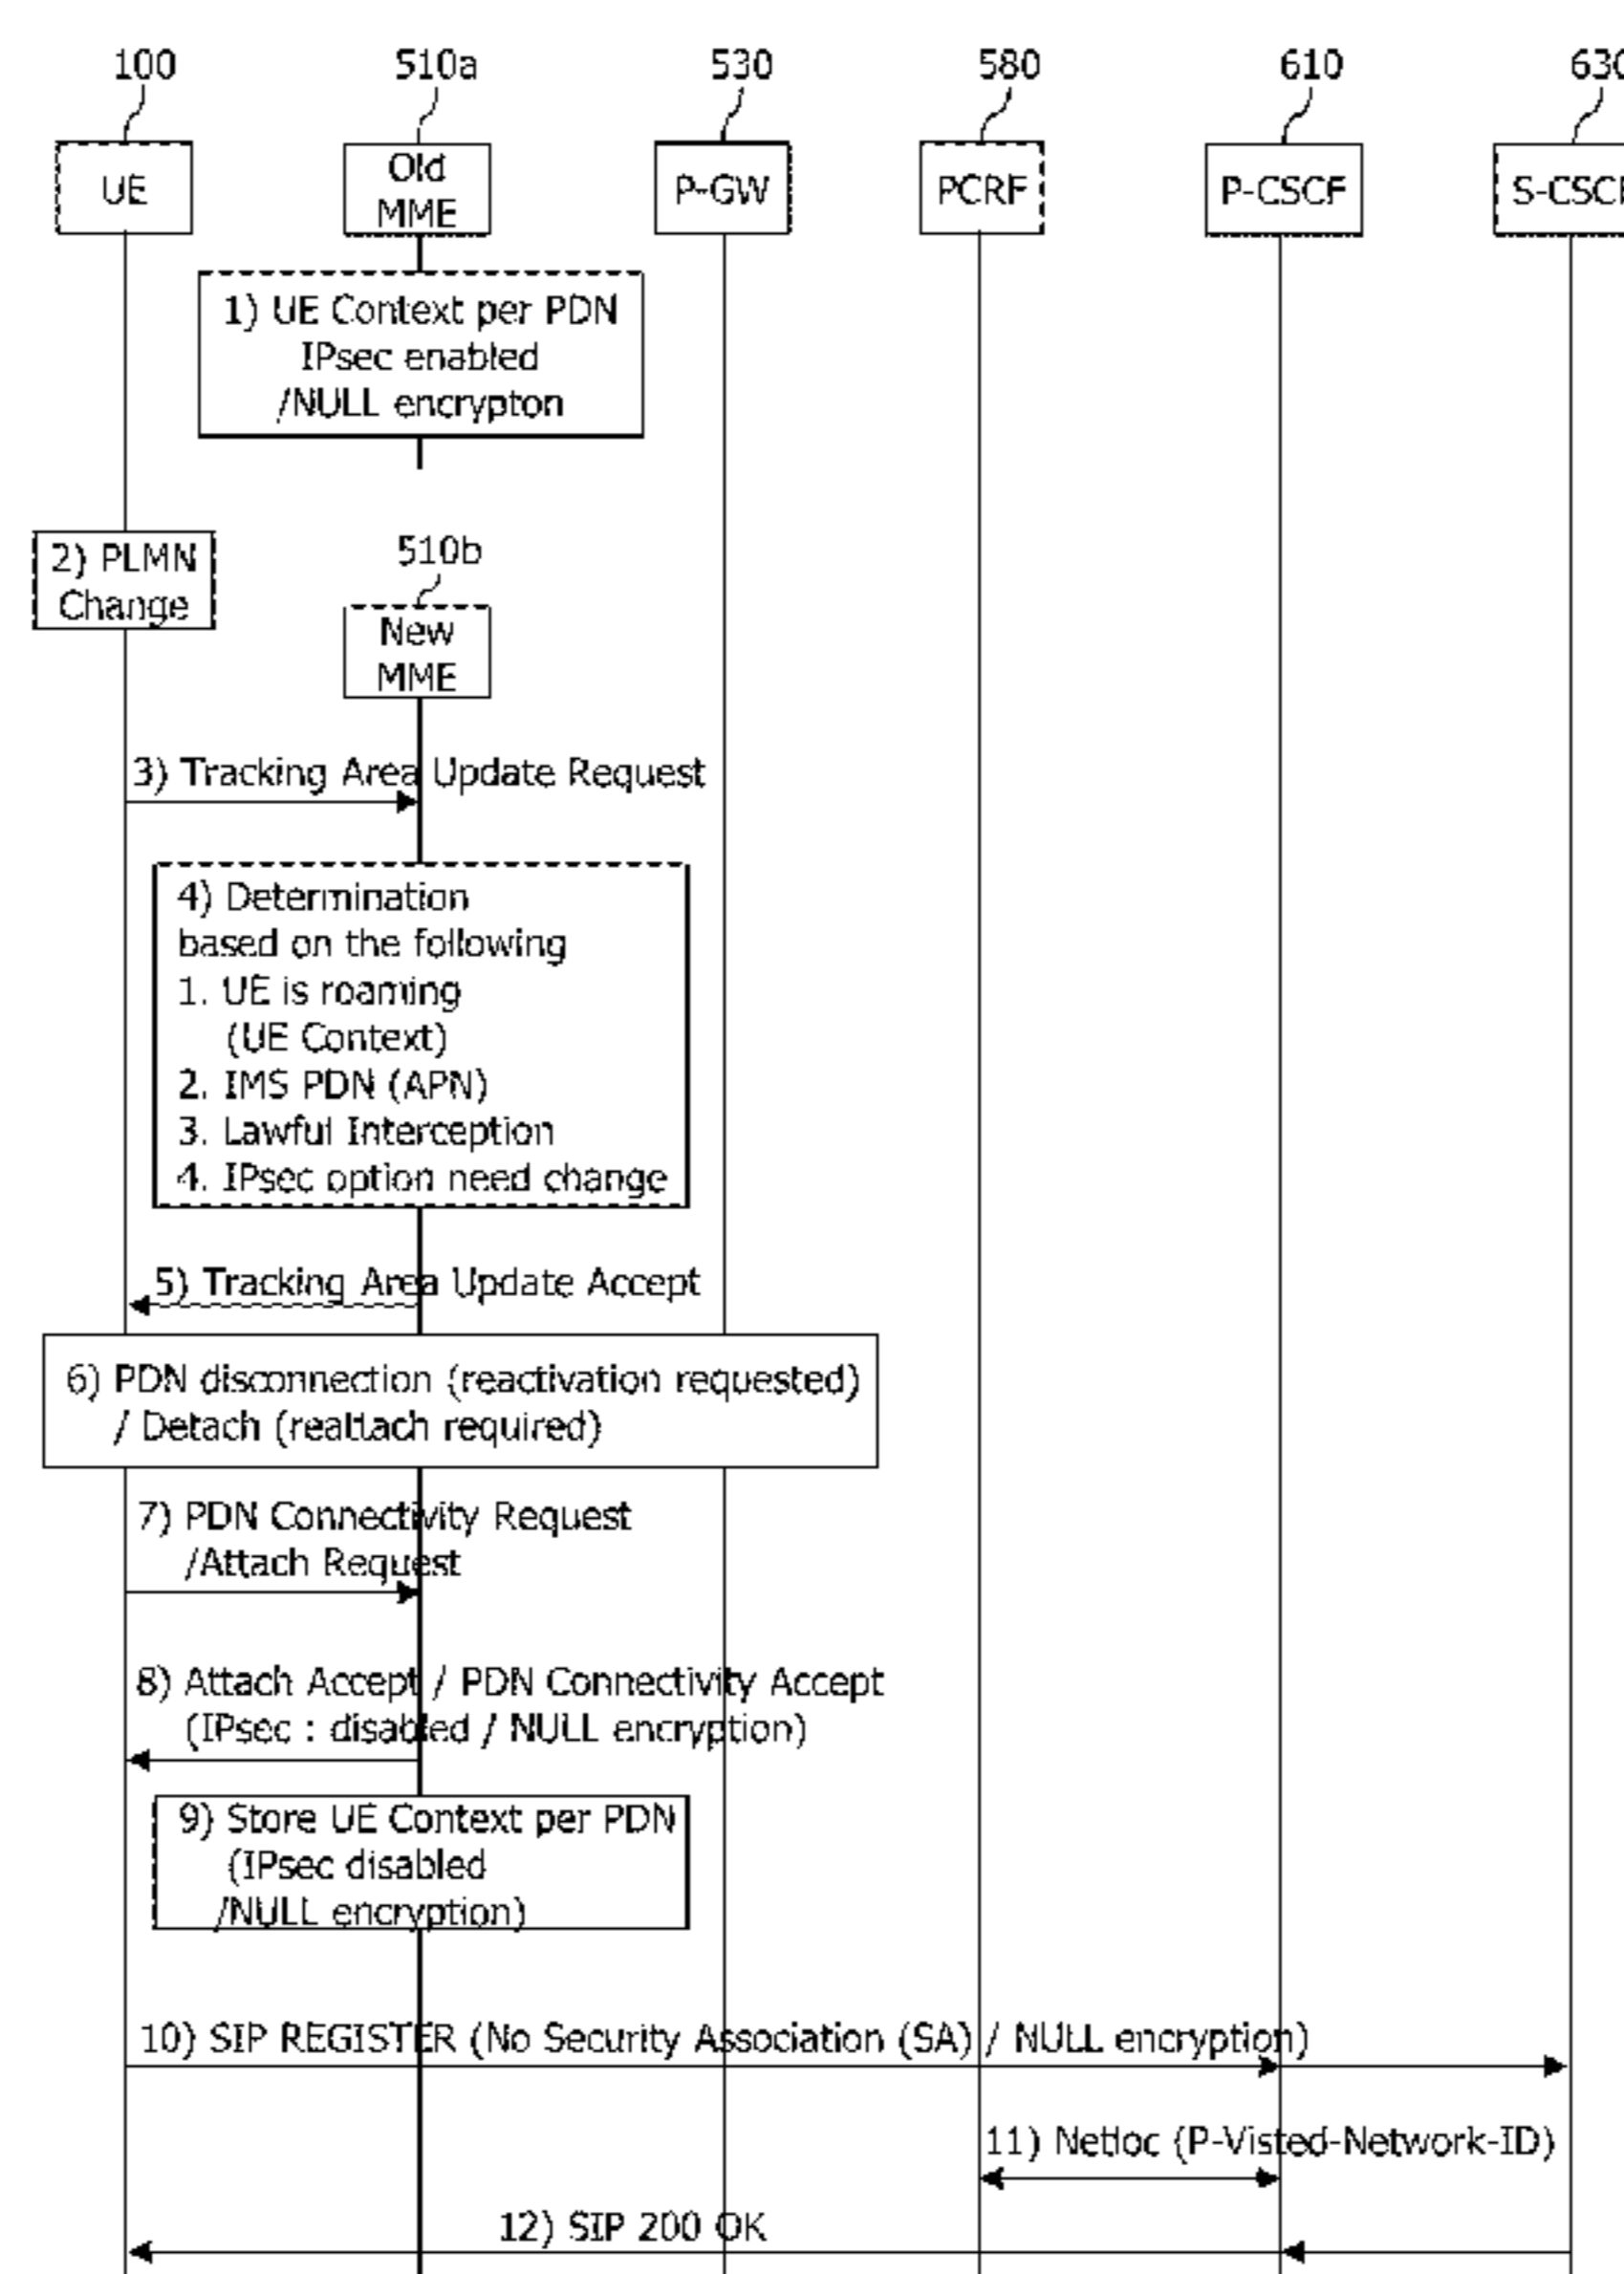 100 510a 530 580 610 630
UE Old MME P-GW PCRF P-CSCF S-CSCF
1) UE Context per PDN
IPsec enabled
/NULL encrypton
2) PLMN
Change
510b
New
MME
3) Tracking Area Update Request
4) Determination
based on the following
1. UE is roaming
(UE Context)
2. IMS PDN (APN)
3. Lawful Interception
4. IPsec option need change
5) Tracking Area Update Accept
6) PDN disconnection (reactivation requested)
/ Detach (reattach required)
7) PDN Connectivity Request
/Attach Request
8) Attach Accept / PDN Connectivity Accept
(IPsec : disabled / NULL encryption)
9) Store UE Context per PDN
(IPsec disabled
/NULL encryption)
10) SIP REGISTER (No Security Association (SA) / NULL encryption)
11) Netloc (P-Visted-Network-ID)
12) SIP 200 OK